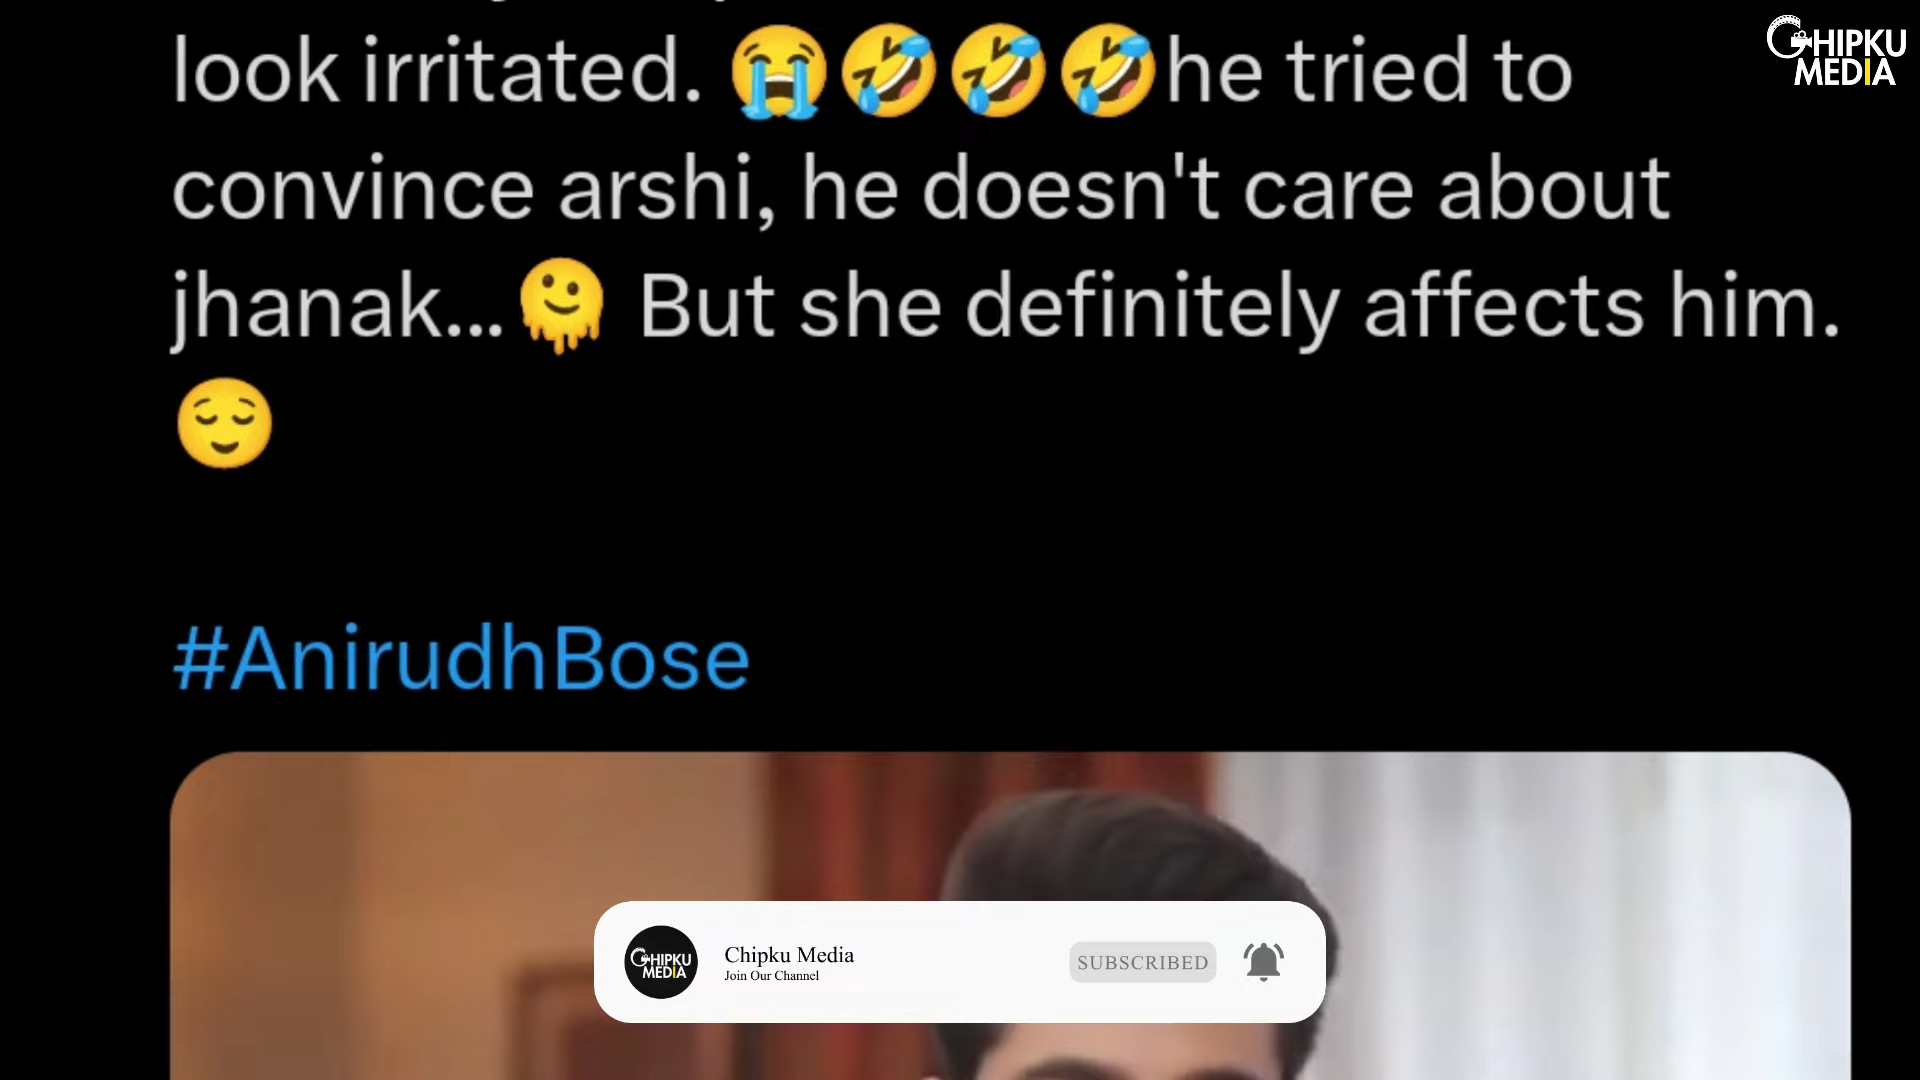 look irritated. 😭🤣🤣🤣he tried to
convince arshi, he doesn't care about
jhanak...🫠 But she definitely affects him.
😌
#AnirudhBose
CHIPKU
MEDIA
CHIPKU
MEDIA
Chipku Media
Join Our Channel
SUBSCRIBED